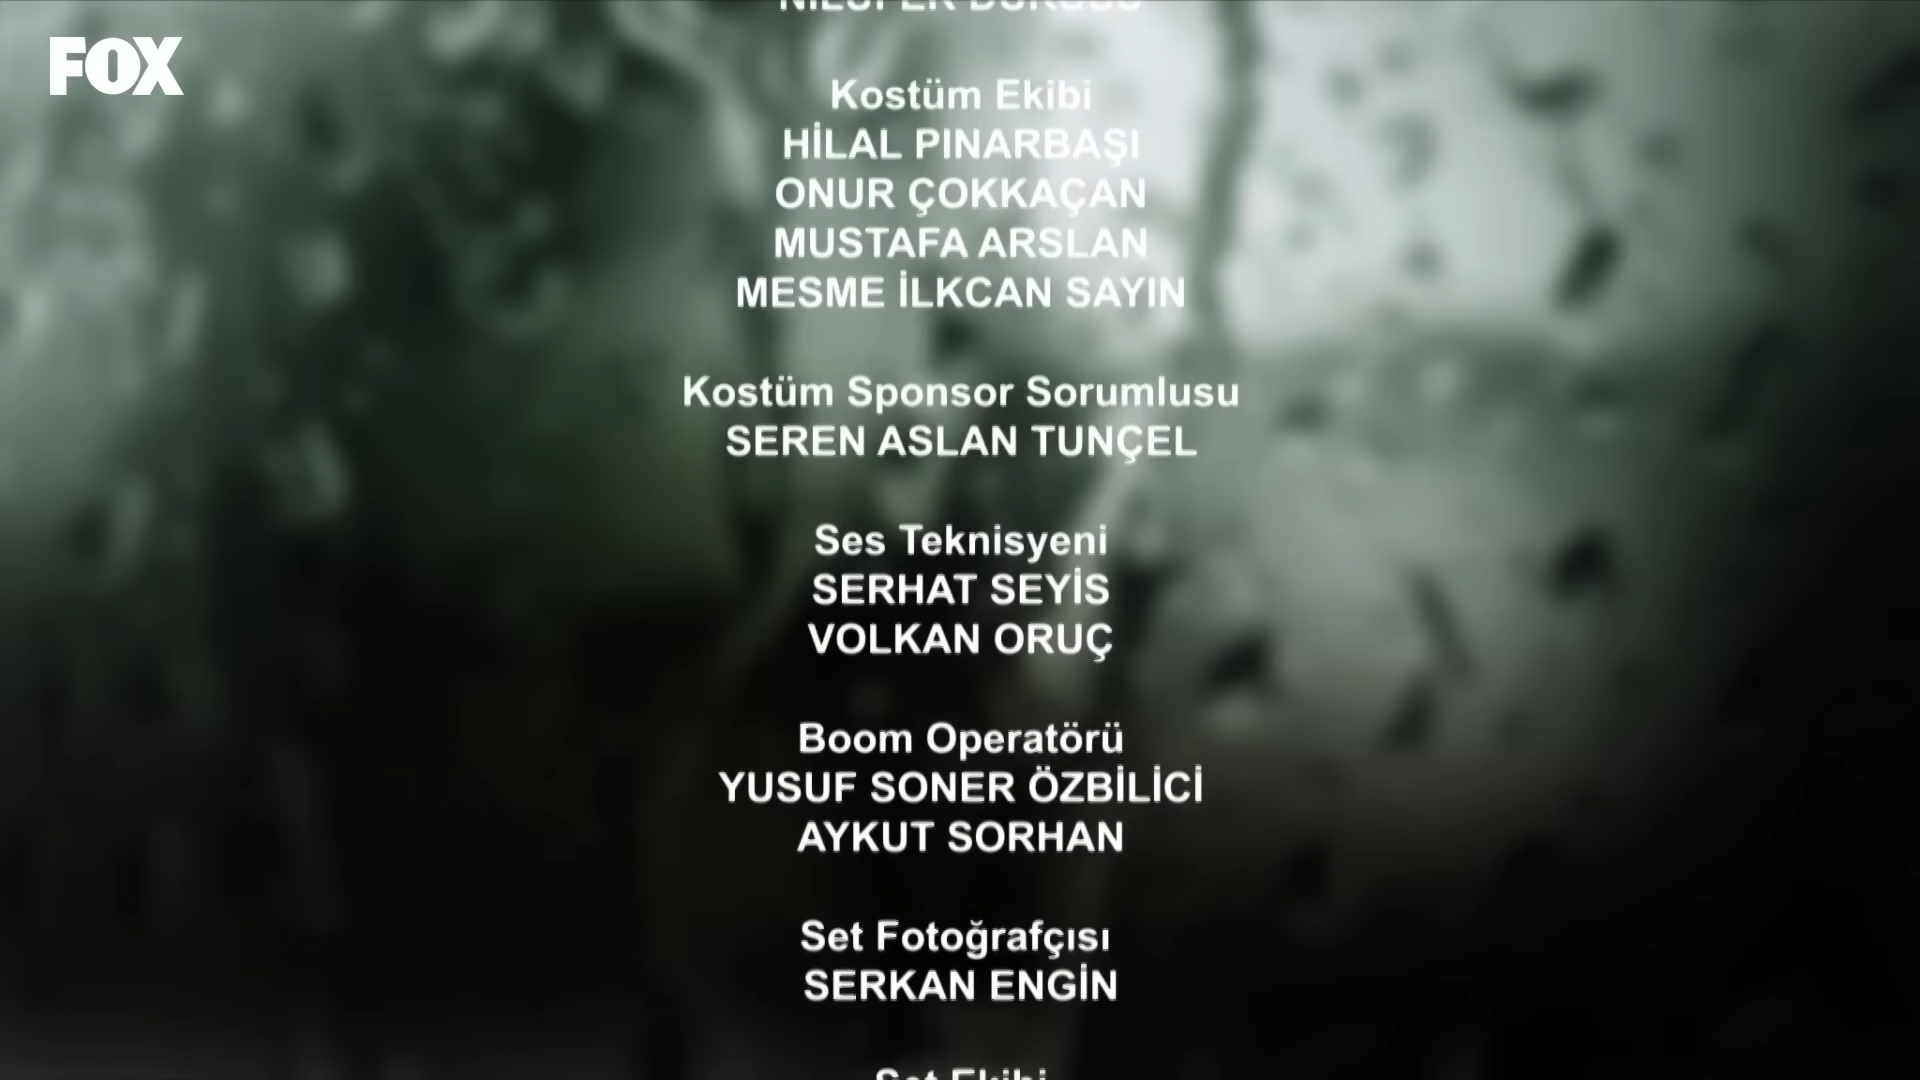 FOX
Kostüm Ekibi
HİLAL PINARBAŞI
ONUR ÇOKKAÇAN
MUSTAFA ARSLAN
MESME İLKCAN SAYIN
Kostüm Sponsor Sorumlusu
SEREN ASLAN TUNÇEL
Ses Teknisyeni
SERHAT SEYİS
VOLKAN ORUÇ
Boom Operatörü
YUSUF SONER ÖZBİLİCİ
AYKUT SORHAN
Set Fotoğrafçısı
SERKAN ENGİN
Set Ekibi